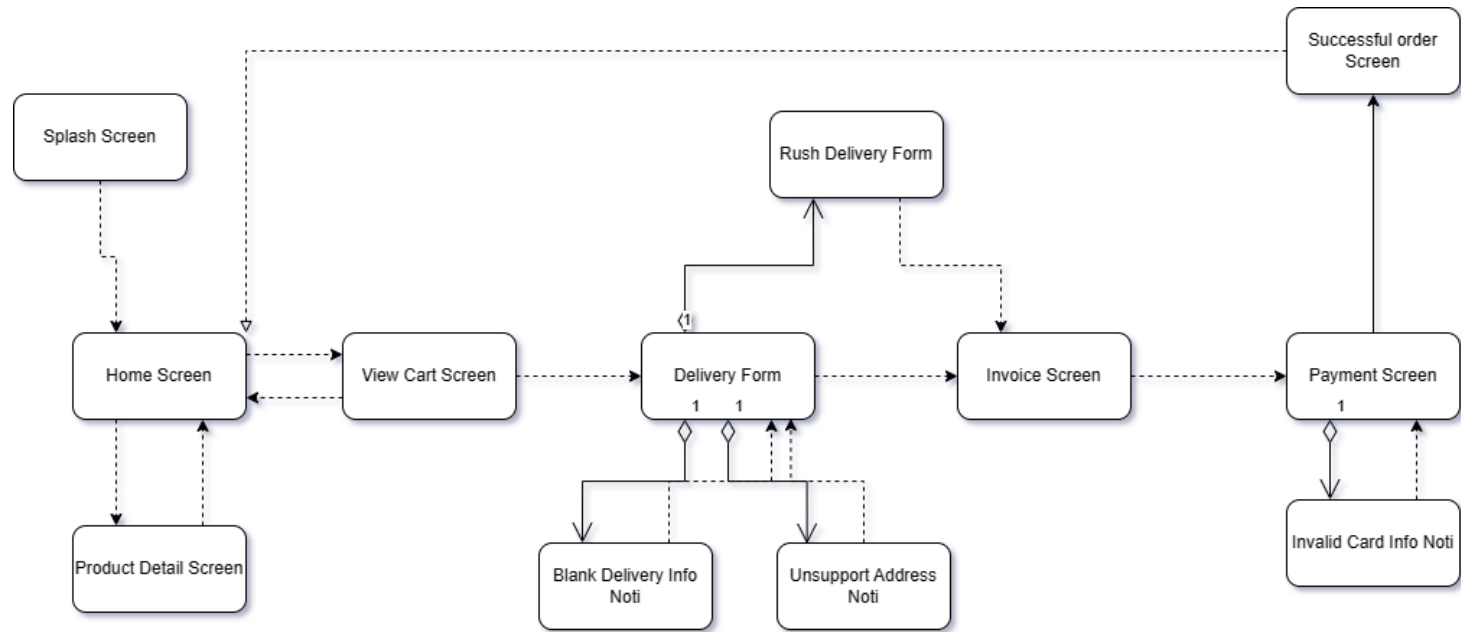 Successful order
Screen
Splash Screen
Rush Delivery Form
1
Home Screen
View Cart Screen
Delivery Form
1
1
Invoice Screen
Payment Screen
1
Product Detail Screen
Blank Delivery Info
Noti
Unsupport Address
Noti
Invalid Card Info Noti